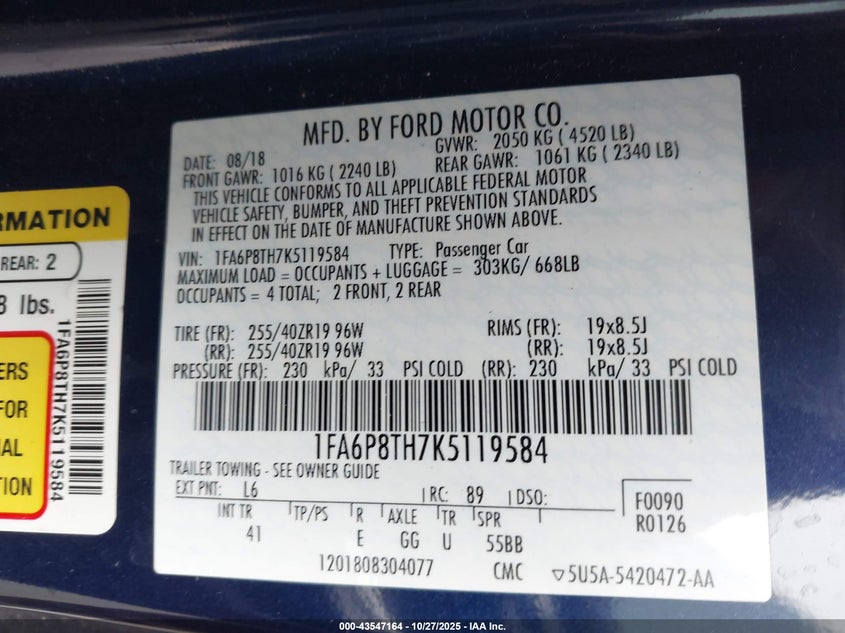 MFD. BY FORD MOTOR CO.
DATE: 08/18 GVWR: 2050 KG ( 4520 LB)
FRONT GAWR: 1016 KG ( 2240 LB) REAR GAWR: 1061 KG ( 2340 LB)
THIS VEHICLE CONFORMS TO ALL APPLICABLE FEDERAL MOTOR
VEHICLE SAFETY, BUMPER, AND THEFT PREVENTION STANDARDS
IN EFFECT ON THE DATE OF MANUFACTURE SHOWN ABOVE.
VIN: 1FA6P8TH7K5119584 TYPE: Passenger Car
MAXIMUM LOAD = OCCUPANTS + LUGGAGE = 303KG/ 668LB
OCCUPANTS = 4 TOTAL; 2 FRONT, 2 REAR
TIRE (FR): 255/40ZR19 96W RIMS (FR): 19x8.5J
(RR): 255/40ZR19 96W (RR): 19x8.5J
PRESSURE (FR): 230 kPa/ 33 PSI COLD (RR): 230 kPa/ 33 PSI COLD
1FA6P8TH7K5119584
TRAILER TOWING - SEE OWNER GUIDE
EXT PNT: L6 RC: 89 DSO:
F0090
R0126
INT TR TP/PS R AXLE TR SPR
41 E GG U 55BB
1201808304077 CMC ▽5U5A-5420472-AA
RMATION
REAR: 2
8 lbs.
1FA6P8TH7K5119584
ERS
FOR
AL
TION
000-43547164 - 10/27/2025 - IAA Inc.